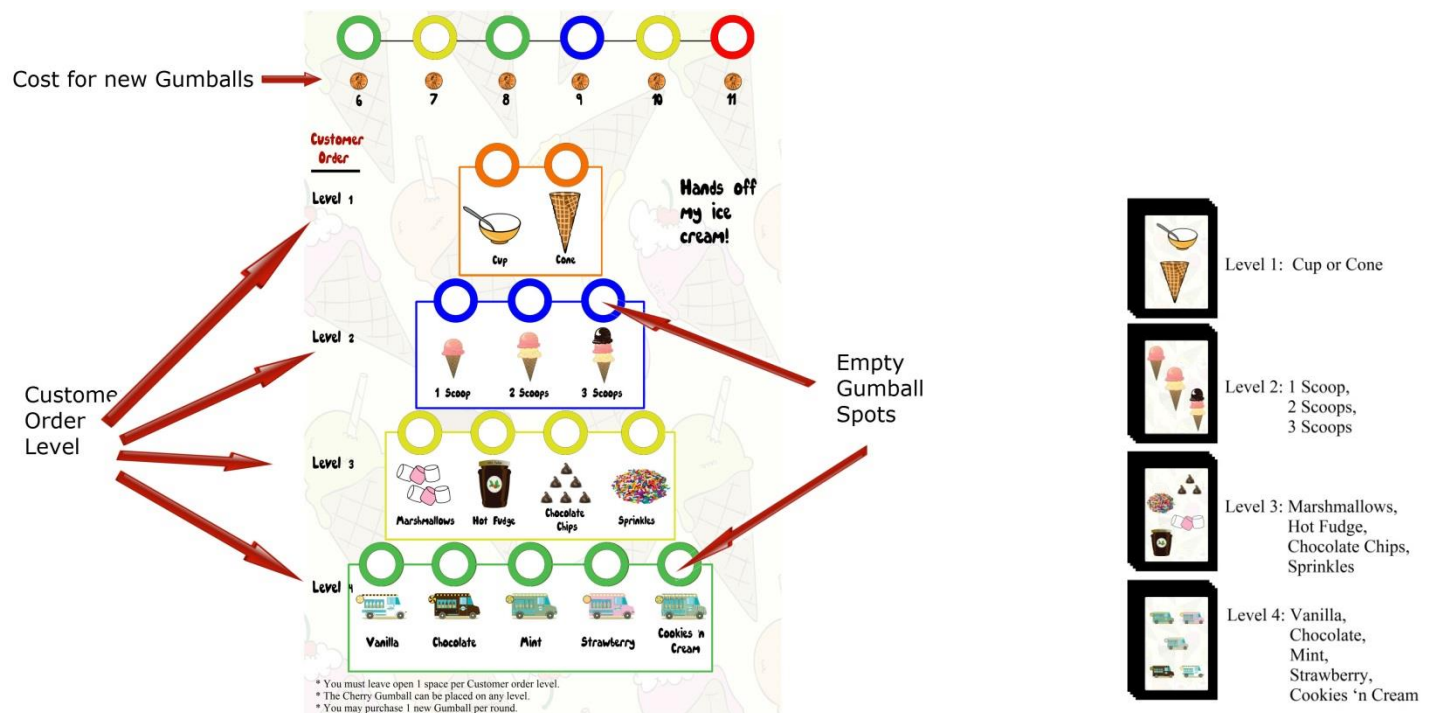 Cost for new Gumballs
6 7 8 9 10 11
Customer
Order
Level 1
Cup Cone
Hands off
my ice
cream!
Level 2
1 Scoop 2 Scoops 3 Scoops
Level 3
Marshmallows Hot Fudge Chocolate
Chips Sprinkles
Level 4
Vanilla Chocolate Mint Strawberry Cookies 'n
Cream
* You must leave open 1 space per Customer order level.
* The Cherry Gumball can be placed on any level.
* You may purchase 1 new Gumball per round.
Custome
Order
Level
Empty
Gumball
Spots
Level 1: Cup or Cone
Level 2: 1 Scoop,
2 Scoops,
3 Scoops
Level 3: Marshmallows,
Hot Fudge,
Chocolate Chips,
Sprinkles
Level 4: Vanilla,
Chocolate,
Mint,
Strawberry,
Cookies ‘n Cream